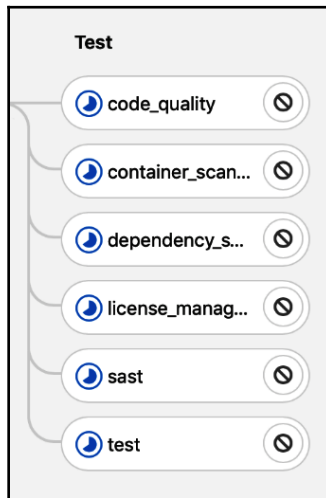 Test
code_quality
container_scan...
dependency_s...
license_manag...
sast
test